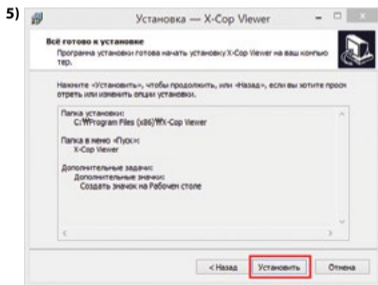 5)
Установка — X-Cop Viewer
Всё готово к установке
Программа установки готова начать установку X-Cop Viewer на ваш компью
тер.
Нажмите «Установить», чтобы продолжить, или «Назад», если вы хотите просм
отреть или изменить опции установки.
Папка установки:
C:₩Program Files (x86)₩X-Cop Viewer
Папка в меню «Пуск»:
X-Cop Viewer
Дополнительные задачи:
Дополнительные значки:
Создать значок на Рабочем столе
< Назад
Установить
Отмена